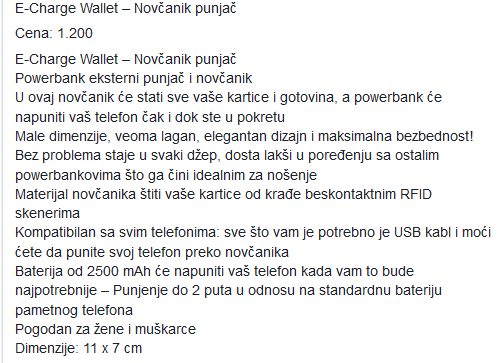 E-Charge Wallet – Novčanik punjač
Cena: 1.200
E-Charge Wallet – Novčanik punjač
Powerbank eksterni punjač i novčanik
U ovaj novčanik će stati sve vaše kartice i gotovina, a powerbank će
napuniti vaš telefon čak i dok ste u pokretu
Male dimenzije, veoma lagan, elegantan dizajn i maksimalna bezbednost!
Bez problema staje u svaki džep, dosta lakši u poređenju sa ostalim
powerbankovima što ga čini idealnim za nošenje
Materijal novčanika štiti vaše kartice od krađe beskontaktnim RFID
skenerima
Kompatibilan sa svim telefonima: sve što vam je potrebno je USB kabl i moći
ćete da punite svoj telefon preko novčanika
Baterija od 2500 mAh će napuniti vaš telefon kada vam to bude
najpotrebnije – Punjenje do 2 puta u odnosu na standardnu bateriju
pametnog telefona
Pogodan za žene i muškarce
Dimenzije: 11 x 7 cm